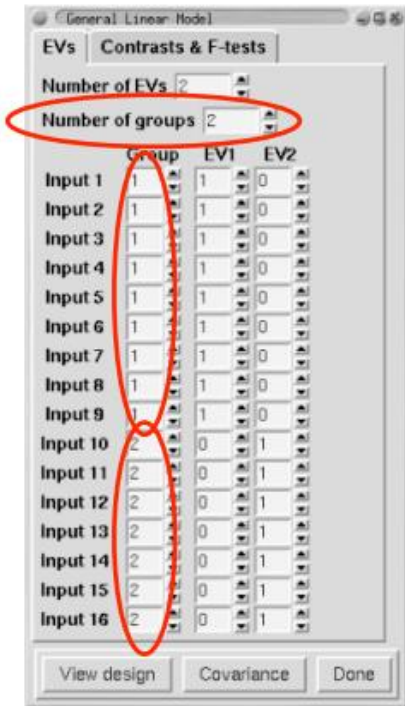 General Linear Model
EVs Contrasts & F-tests
Number of EVs 2
Number of groups 2
Group EV1 EV2
Input 1 1 1 0
Input 2 1 1 0
Input 3 1 1 0
Input 4 1 1 0
Input 5 1 1 0
Input 6 1 1 0
Input 7 1 1 0
Input 8 1 1 0
Input 9 1 1 0
Input 10 2 0 1
Input 11 2 0 1
Input 12 2 0 1
Input 13 2 0 1
Input 14 2 0 1
Input 15 2 0 1
Input 16 2 0 1
View design Covariance Done